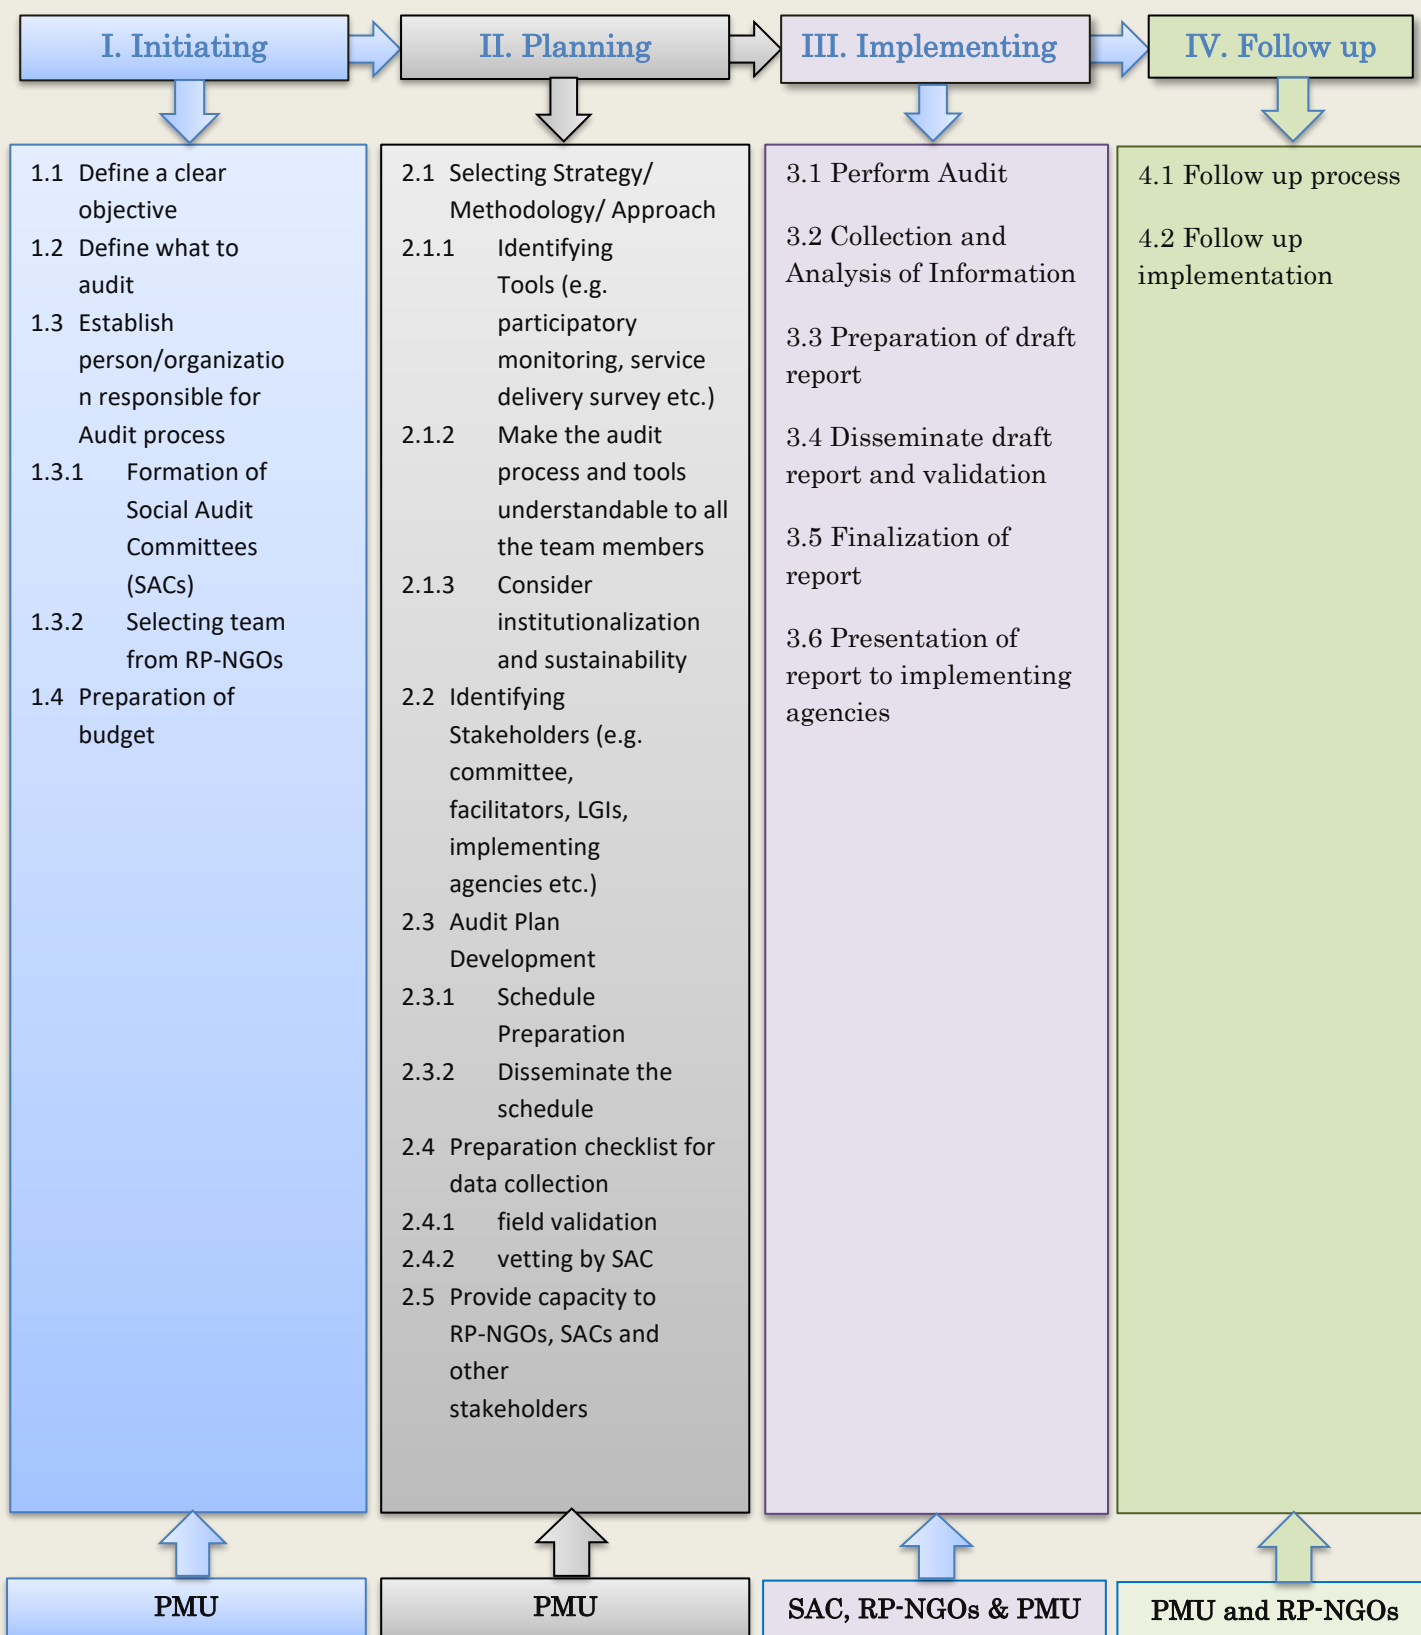 I. Initiating
II. Planning
III. Implementing
IV. Follow up
1.1 Define a clear
objective
1.2 Define what to
audit
1.3 Establish
person/organizatio
n responsible for
Audit process
1.3.1 Formation of
Social Audit
Committees
(SACs)
1.3.2 Selecting team
from RP-NGOs
1.4 Preparation of
budget
2.1 Selecting Strategy/
Methodology/ Approach
2.1.1 Identifying
Tools (e.g.
participatory
monitoring, service
delivery survey etc.)
2.1.2 Make the audit
process and tools
understandable to all
the team members
2.1.3 Consider
institutionalization
and sustainability
2.2 Identifying
Stakeholders (e.g.
committee,
facilitators, LGIs,
implementing
agencies etc.)
2.3 Audit Plan
Development
2.3.1 Schedule
Preparation
2.3.2 Disseminate the
schedule
2.4 Preparation checklist for
data collection
2.4.1 field validation
2.4.2 vetting by SAC
2.5 Provide capacity to
RP-NGOs, SACs and
other
stakeholders
3.1 Perform Audit
3.2 Collection and
Analysis of Information
3.3 Preparation of draft
report
3.4 Disseminate draft
report and validation
3.5 Finalization of
report
3.6 Presentation of
report to implementing
agencies
4.1 Follow up process
4.2 Follow up
implementation
PMU
PMU
SAC, RP-NGOs & PMU
PMU and RP-NGOs